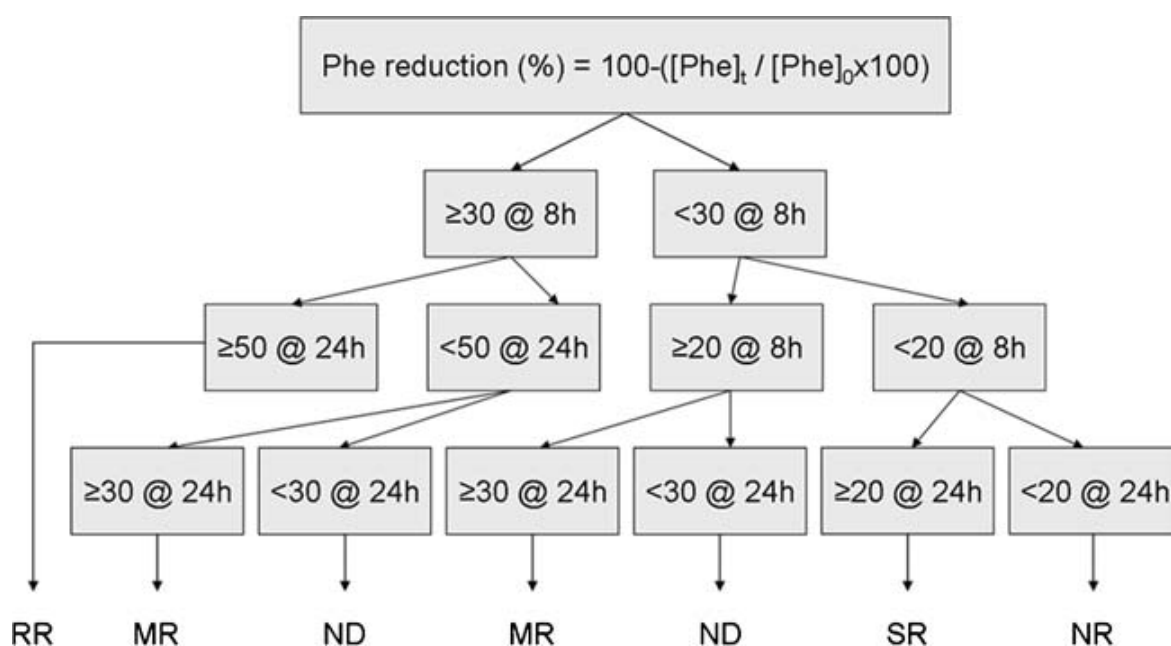 Phe reduction (%) = 100-([Phe]t / [Phe]0x100)
≥30 @ 8h
<30 @ 8h
≥50 @ 24h
<50 @ 24h
≥20 @ 8h
<20 @ 8h
≥30 @ 24h
<30 @ 24h
≥30 @ 24h
<30 @ 24h
≥20 @ 24h
<20 @ 24h
RR
MR
ND
MR
ND
SR
NR